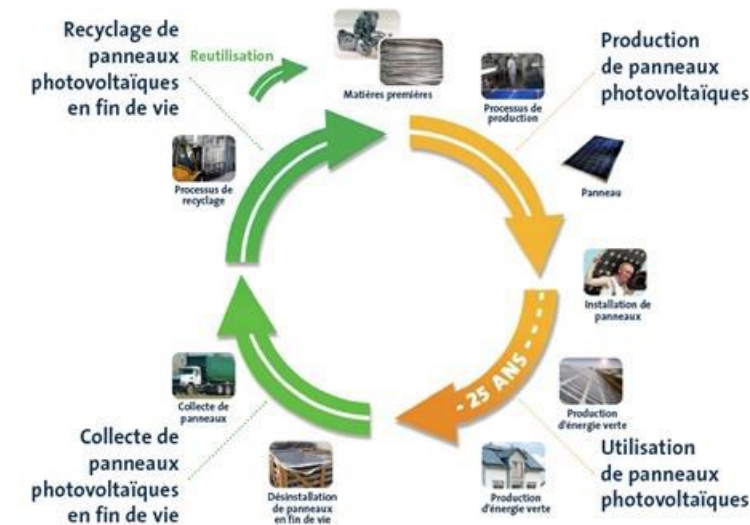 Recyclage de
panneaux
photovoltaïques
en fin de vie
Reutilisation
Matières premières
Processus de
production
Production
de panneaux
photovoltaïques
Panneau
Installation de
panneaux
25 ANS
Production
d'énergie verte
Utilisation
de panneaux
photovoltaïques
Production
d'énergie verte
Désinstallation
de panneaux
en fin de vie
Collecte de
panneaux
photovoltaïques
en fin de vie
Collecte de
panneaux
Processus de
recyclage